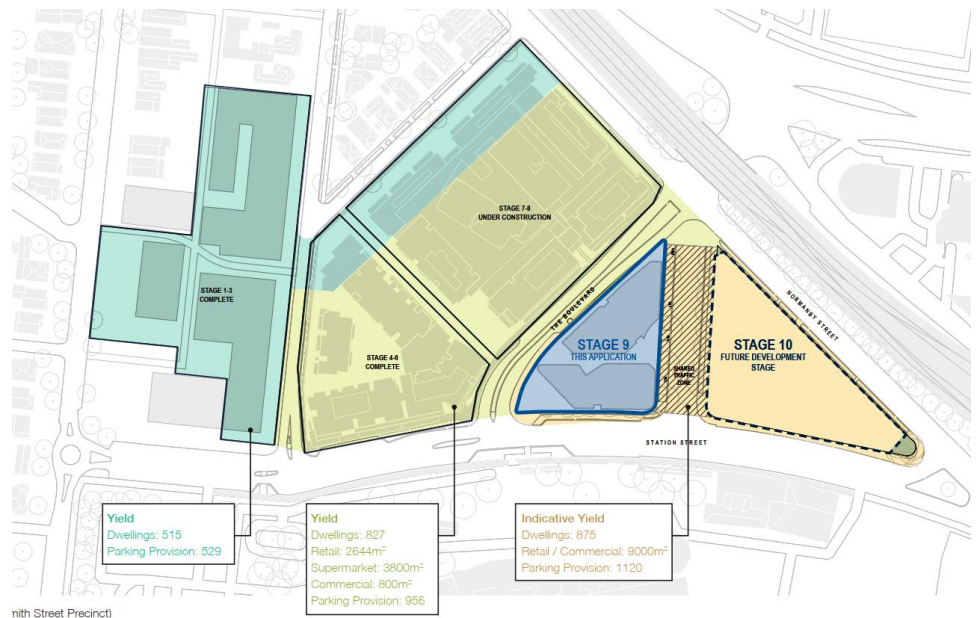 STAGE 7-8
UNDER CONSTRUCTION
STAGE 1-3
COMPLETE
STAGE 4-6
COMPLETE
THE BOULEVARD
STAGE 9
THIS APPLICATION
SHARED
TRAFFIC
ZONE
STAGE 10
FUTURE DEVELOPMENT
STAGE
NORMANBY STREET
STATION STREET
Yield
Dwellings: 515
Parking Provision: 529
Yield
Dwellings: 827
Retail: 2644m²
Supermarket: 3800m²
Commercial: 800m²
Parking Provision: 956
Indicative Yield
Dwellings: 875
Retail / Commercial: 9000m²
Parking Provision: 1120
mith Street Precinct)